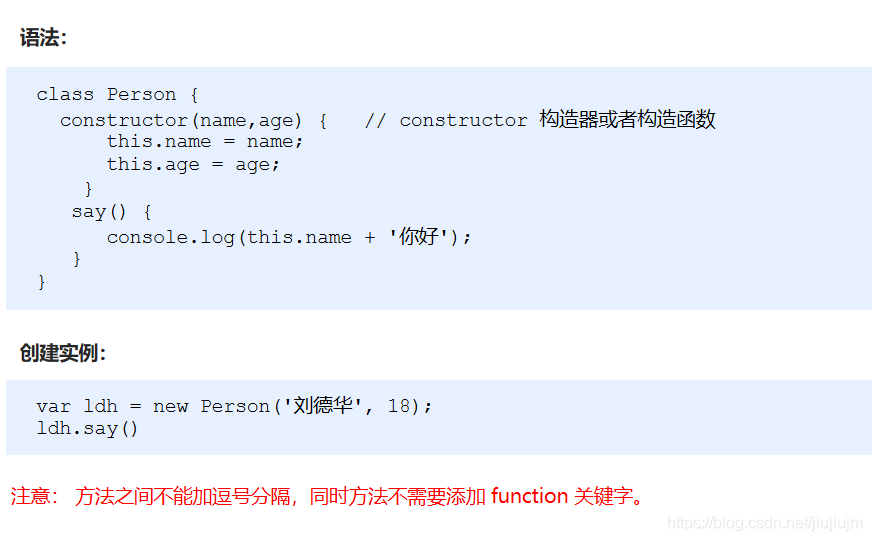 语法：
class Person {
constructor(name,age) {   // constructor 构造器或者构造函数
this.name = name;
this.age = age;
}
say() {
console.log(this.name + '你好');
}
}
创建实例：
var ldh = new Person('刘德华', 18);
ldh.say()
注意： 方法之间不能加逗号分隔，同时方法不需要添加 function 关键字。
https://blog.csdn.net/jiujiujm